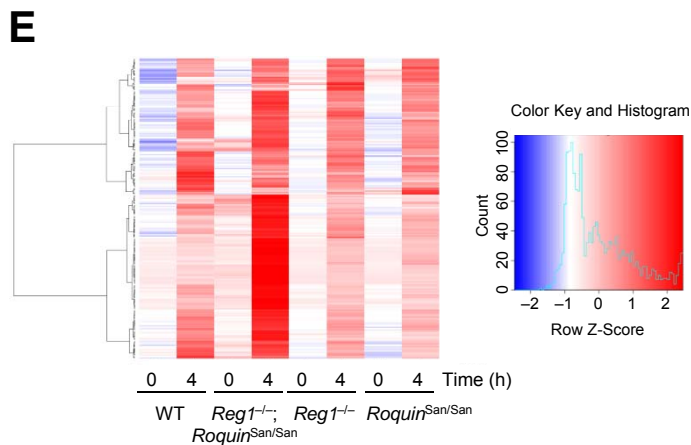 E
Color Key and Histogram
Count
0 20 40 60 80 100
–2 –1 0 1 2
Row Z-Score
0 4 0 4 0 4 0 4 Time (h)
WT Reg1–/–; Reg1–/– RoquinSan/San
RoquinSan/San